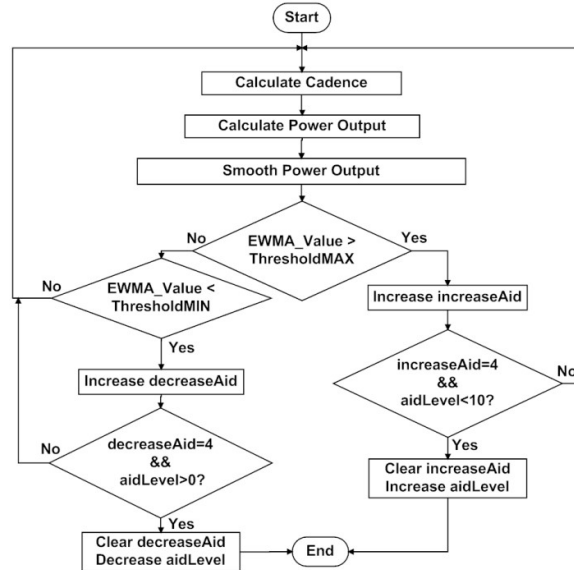 Start
Calculate Cadence
Calculate Power Output
Smooth Power Output
No
EWMA_Value >
ThresholdMAX
Yes
No
EWMA_Value <
ThresholdMIN
Increase increaseAid
Yes
Increase decreaseAid
increaseAid=4
&&
aidLevel<10?
No
No
decreaseAid=4
&&
aidLevel>0?
Yes
Clear increaseAid
Increase aidLevel
Yes
Clear decreaseAid
Decrease aidLevel
End